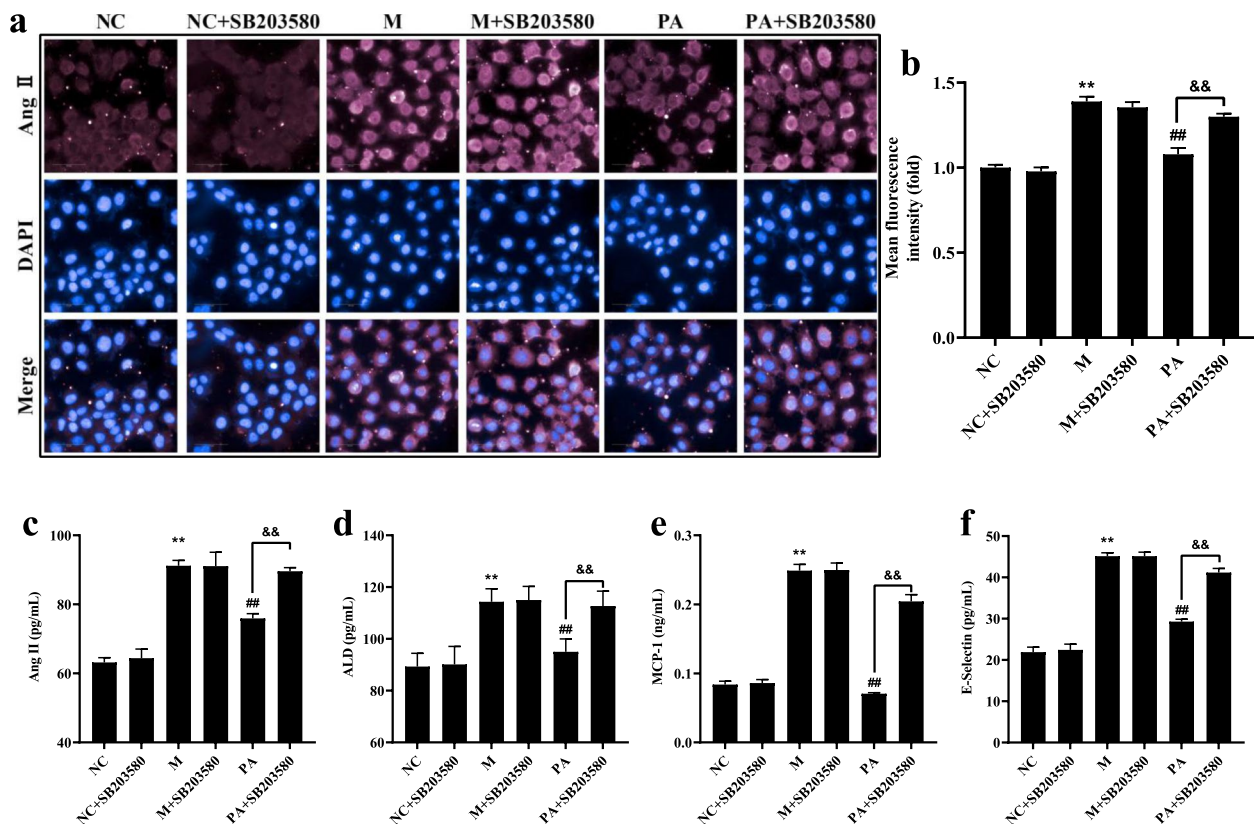 a
NC NC+SB203580 M M+SB203580 PA PA+SB203580
Ang Ⅱ
DAPI
Merge
b
Mean fluorescence
intensity (fold)
1.5
1.0
0.5
0.0
**
##
&&
NC
NC+SB203580
M
M+SB203580
PA
PA+SB203580
c
Ang II (pg/mL)
100
80
60
40
**
##
&&
NC
NC+SB203580
M
M+SB203580
PA
PA+SB203580
d
ALD (pg/mL)
140
120
100
80
60
**
##
&&
NC
NC+SB203580
M
M+SB203580
PA
PA+SB203580
e
MCP-1 (ng/mL)
0.3
0.2
0.1
0.0
**
##
&&
NC
NC+SB203580
M
M+SB203580
PA
PA+SB203580
f
E-Selectin (pg/mL)
50
40
30
20
10
0
**
##
&&
NC
NC+SB203580
M
M+SB203580
PA
PA+SB203580